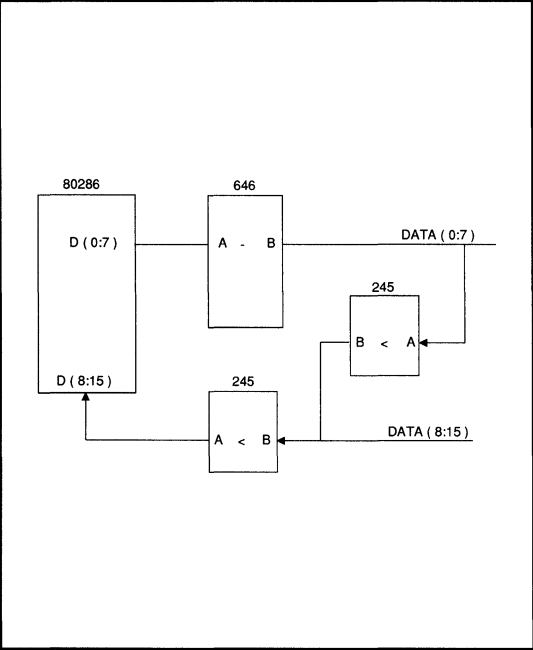 80286
646
D ( 0:7 )
A - B
DATA ( 0:7 )
245
B < A
D ( 8:15 )
245
DATA ( 8:15 )
A < B